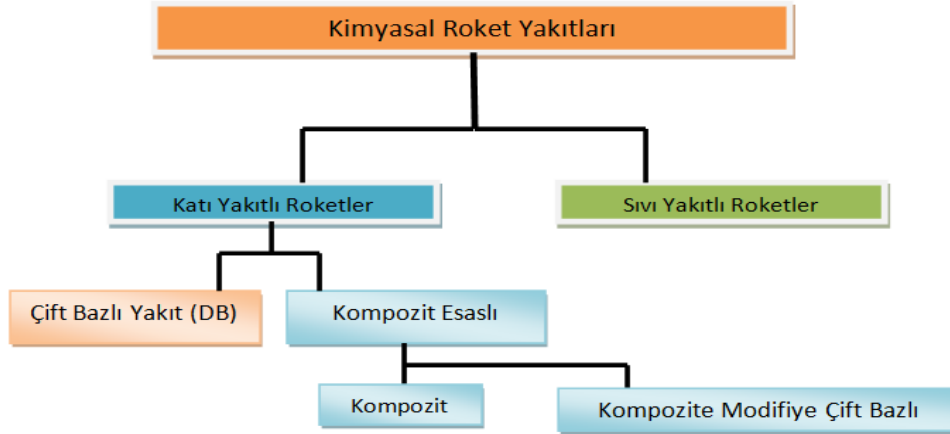 Kimyasal Roket Yakıtları
Katı Yakıtlı Roketler
Sıvı Yakıtlı Roketler
Çift Bazlı Yakıt (DB)
Kompozit Esaslı
Kompozit
Kompozite Modifiye Çift Bazlı